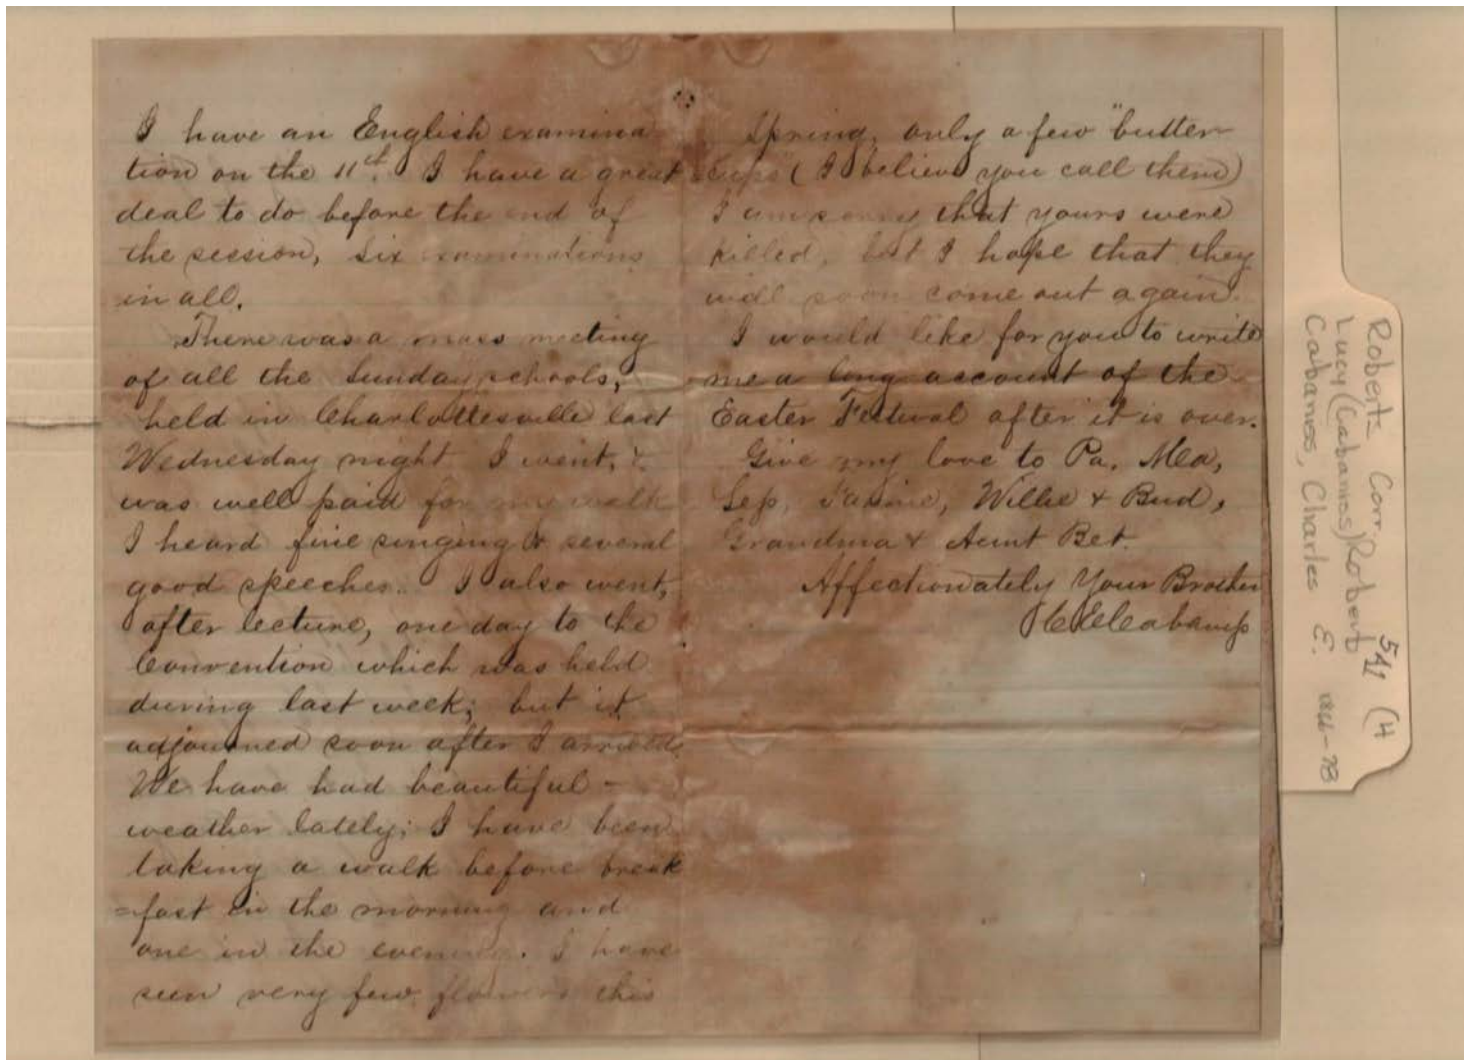 I have an English examina-
tion on the 11th. I have a great
deal to do before the end of
the session, six examinations
in all.
There was a mass meeting
of all the Sunday schools,
held in Charlottesville last
Wednesday night I went, &
was well paid for my walk
I heard fine singing & several
good speeches. I also went,
after lecture, one day to the
Convention which was held
during last week; but it
adjourned soon after I arrived
We have had beautiful -
weather lately; I have been
taking a walk before break
=fast in the morning and
one in the evening. I have
seen very few flowers this
Spring, only a few "butter-
cups" (I believe you call them)
I am sorry that yours were
killed, but I hope that they
will soon come out again.
I would like for you to write
me a long account of the
Easter Festival after it is over.
Give my love to Pa, Mea,
Sep, Fannie, Willie & Bud,
Grandma & Aunt Bet.
Affectionately Your Brother
C E Cabaniss
Roberts Corr. 541 (4
Lucy (Cabaniss) Robert
Cabaniss, Charles E.